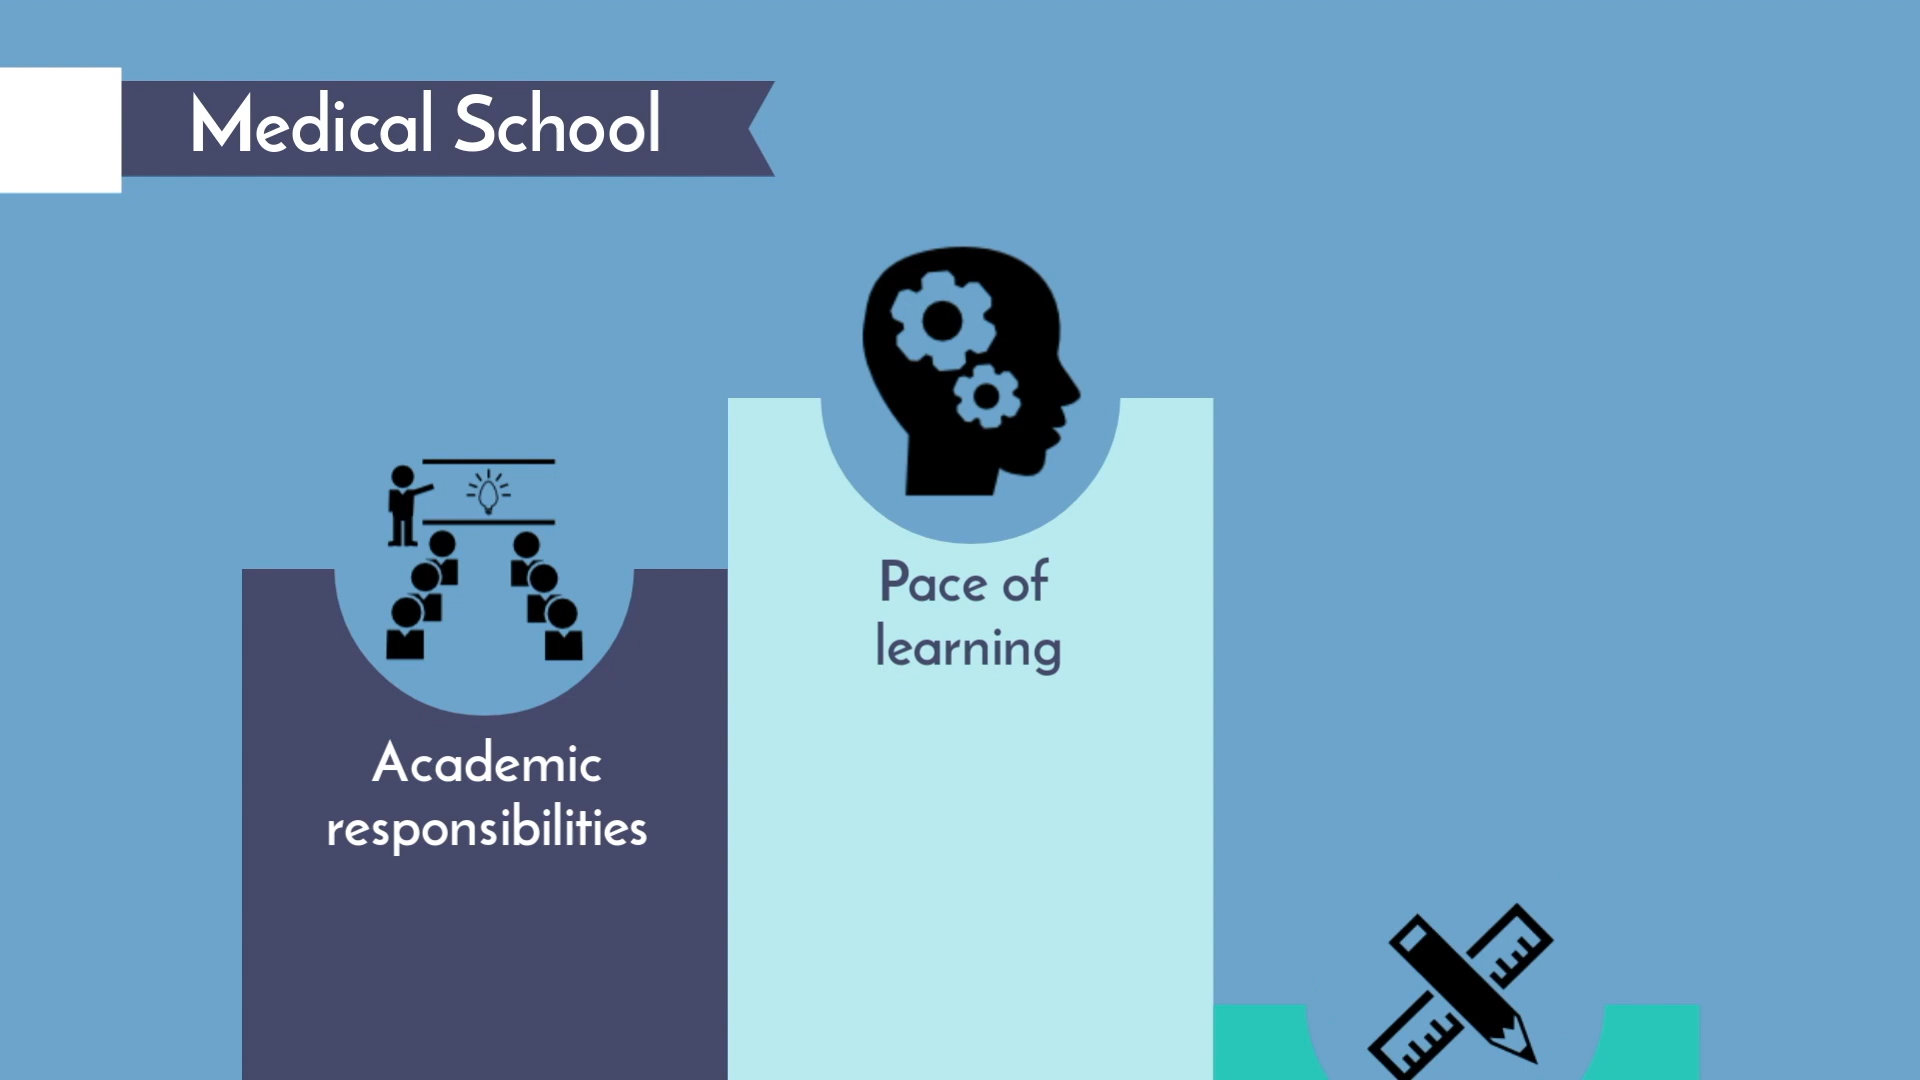 Medical School
Academic
responsibilities
Pace of
learning